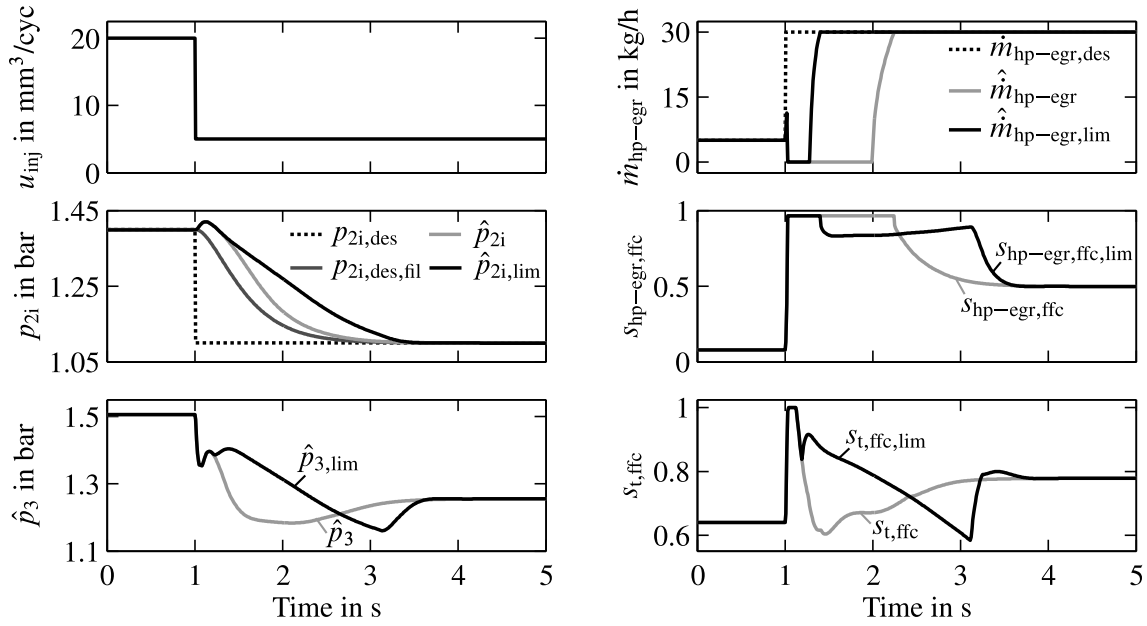 u_inj in mm³/cyc
20
15
10
5
0
p_2i in bar
1.45
1.25
1.05
p_2i,des
p̂_2i
p_2i,des,fil
p̂_2i,lim
p̂_3 in bar
1.5
1.3
1.1
p̂_3,lim
p̂_3
0 1 2 3 4 5
Time in s
ṁ_hp−egr in kg/h
30
15
0
ṁ_hp−egr,des
ṁ̂_hp−egr
ṁ̂_hp−egr,lim
s_hp−egr,ffc
1
0.5
0
s_hp−egr,ffc,lim
s_hp−egr,ffc
s_t,ffc
1
0.8
0.6
s_t,ffc,lim
s_t,ffc
0 1 2 3 4 5
Time in s